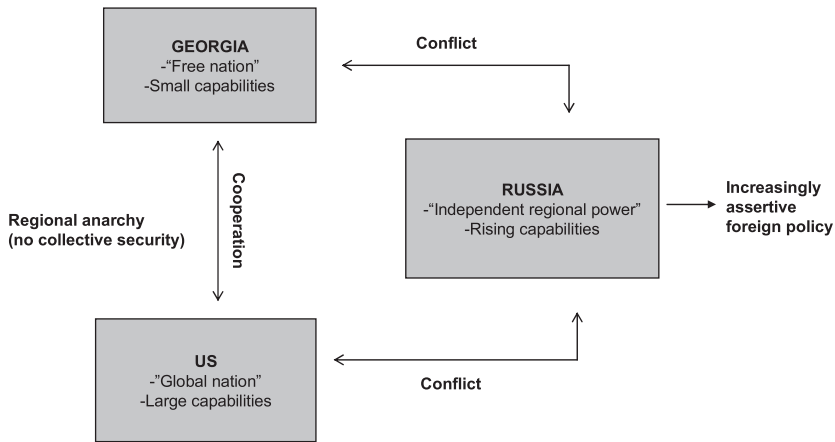 GEORGIA
-“Free nation”
-Small capabilities
Conflict
Cooperation
Regional anarchy
(no collective security)
RUSSIA
-“Independent regional power”
-Rising capabilities
Increasingly
assertive
foreign policy
US
-”Global nation”
-Large capabilities
Conflict